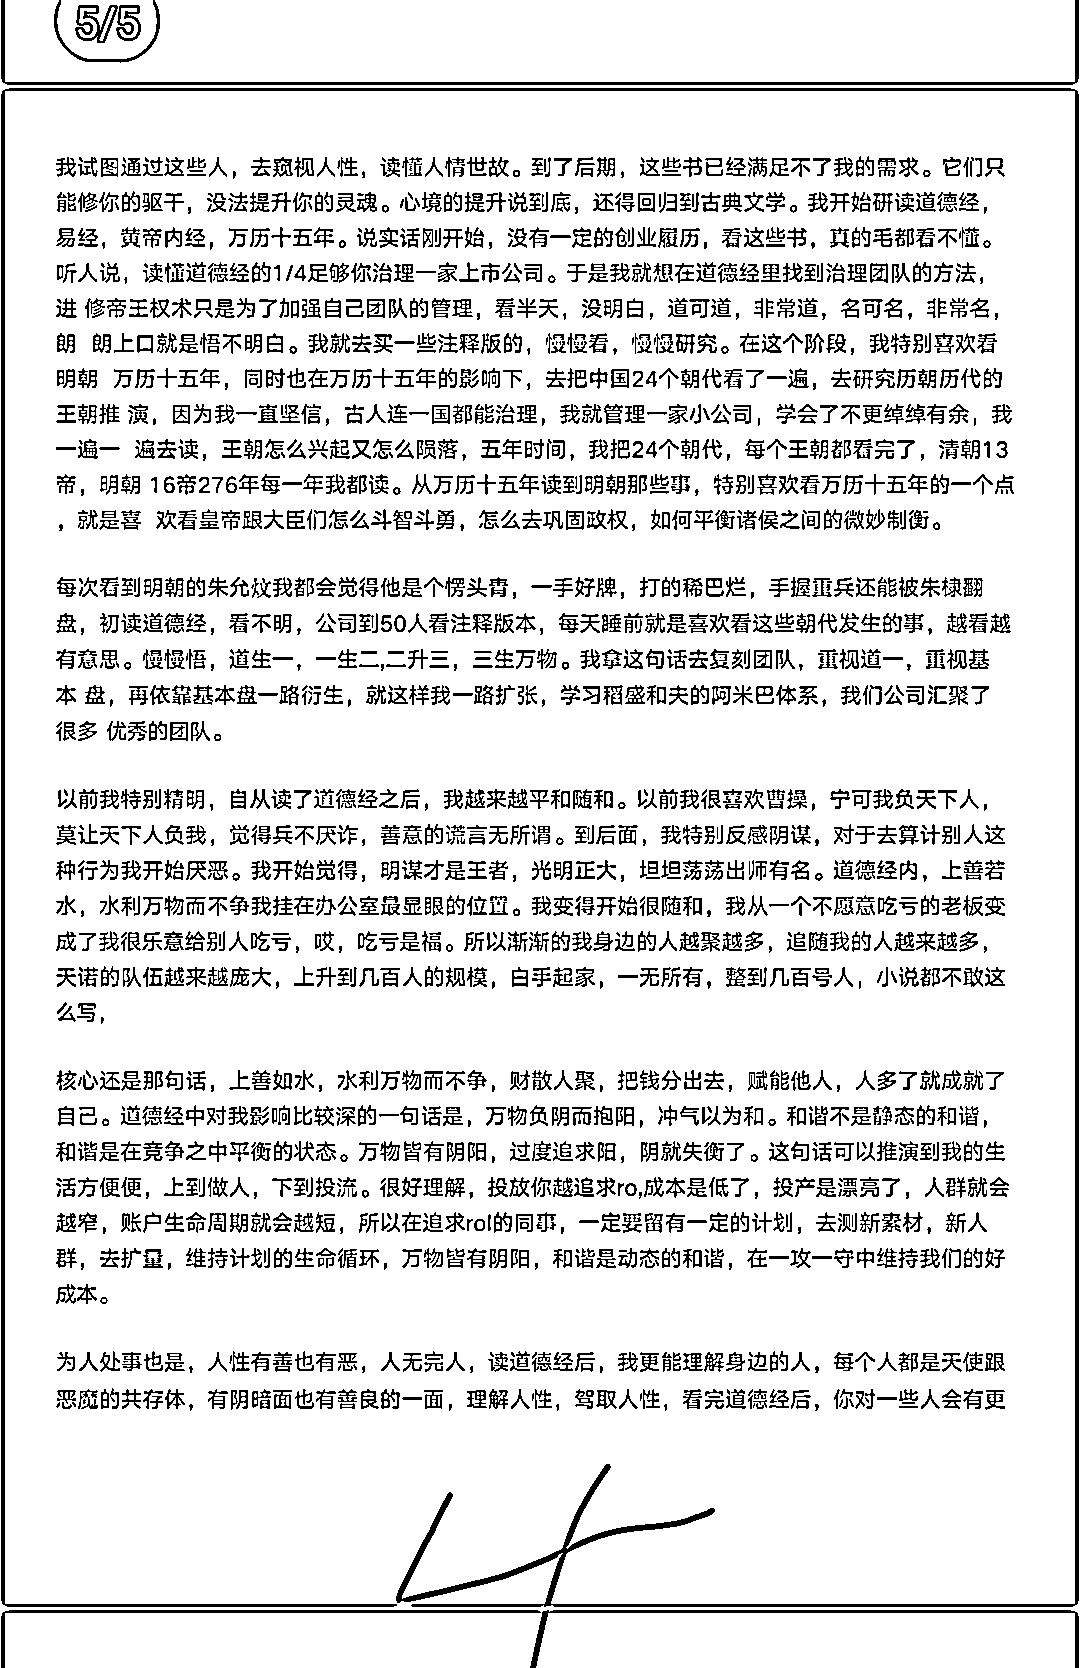 5/5
我试图通过这些人，去窥视人性，读懂人情世故。到了后期，这些书已经满足不了我的需求。它们只
能修你的驱干，没法提升你的灵魂。心境的提升说到底，还得回归到古典文学。我开始研读道德经，
易经，黄帝内经，万历十五年。说实话刚开始，没有一定的创业履历，看这些书，真的毛都看不懂。
听人说，读懂道德经的1/4足够你治理一家上市公司。于是我就想在道德经里找到治理团队的方法，
进 修帝王权术只是为了加强自己团队的管理，看半天，没明白，道可道，非常道，名可名，非常名，
朗 朗上口就是悟不明白。我就去买一些注释版的，慢慢看，慢慢研究。在这个阶段，我特别喜欢看
明朝 万历十五年，同时也在万历十五年的影响下，去把中国24个朝代看了一遍，去研究历朝历代的
王朝推 演，因为我一直坚信，古人连一国都能治理，我就管理一家小公司，学会了不更绰绰有余，我
一遍一 遍去读，王朝怎么兴起又怎么陨落，五年时间，我把24个朝代，每个王朝都看完了，清朝13
帝，明朝 16帝276年每一年我都读。从万历十五年读到明朝那些事，特别喜欢看万历十五年的一个点
，就是喜 欢看皇帝跟大臣们怎么斗智斗勇，怎么去巩固政权，如何平衡诸侯之间的微妙制衡。
每次看到明朝的朱允炆我都会觉得他是个愣头青，一手好牌，打的稀巴烂，手握重兵还能被朱棣翻
盘，初读道德经，看不明，公司到50人看注释版本，每天睡前就是喜欢看这些朝代发生的事，越看越
有意思。慢慢悟，道生一，一生二,二升三，三生万物。我拿这句话去复刻团队，重视道一，重视基
本 盘，再依靠基本盘一路衍生，就这样我一路扩张，学习稻盛和夫的阿米巴体系，我们公司汇聚了
很多 优秀的团队。
以前我特别精明，自从读了道德经之后，我越来越平和随和。以前我很喜欢曹操，宁可我负天下人，
莫让天下人负我，觉得兵不厌诈，善意的谎言无所谓。到后面，我特别反感阴谋，对于去算计别人这
种行为我开始厌恶。我开始觉得，明谋才是王者，光明正大，坦坦荡荡出师有名。道德经内，上善若
水，水利万物而不争我挂在办公室最显眼的位置。我变得开始很随和，我从一个不愿意吃亏的老板变
成了我很乐意给别人吃亏，哎，吃亏是福。所以渐渐的我身边的人越聚越多，追随我的人越来越多，
天诺的队伍越来越庞大，上升到几百人的规模，白手起家，一无所有，整到几百号人，小说都不敢这
么写，
核心还是那句话，上善如水，水利万物而不争，财散人聚，把钱分出去，赋能他人，人多了就成就了
自己。道德经中对我影响比较深的一句话是，万物负阴而抱阳，冲气以为和。和谐不是静态的和谐，
和谐是在竞争之中平衡的状态。万物皆有阴阳，过度追求阳，阴就失衡了。这句话可以推演到我的生
活方便便，上到做人，下到投流。很好理解，投放你越追求ro,成本是低了，投产是漂亮了，人群就会
越窄，账户生命周期就会越短，所以在追求roI的同事，一定要留有一定的计划，去测新素材，新人
群，去扩量，维持计划的生命循环，万物皆有阴阳，和谐是动态的和谐，在一攻一守中维持我们的好
成本。
为人处事也是，人性有善也有恶，人无完人，读道德经后，我更能理解身边的人，每个人都是天使跟
恶魔的共存体，有阴暗面也有善良的一面，理解人性，驾驭人性，看完道德经后，你对一些人会有更